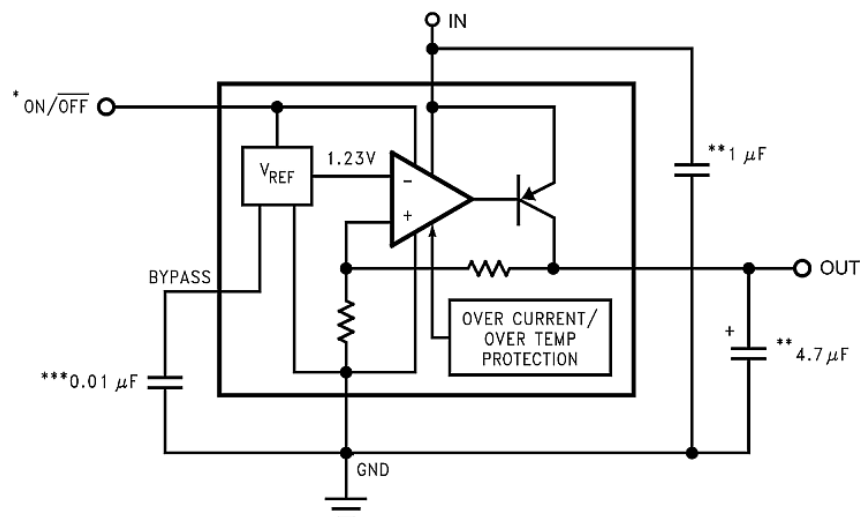 IN
* ON/OFF
** 1 μF
1.23V
VREF
−
+
BYPASS
OUT
OVER CURRENT/
OVER TEMP
PROTECTION
+
** 4.7 μF
*** 0.01 μF
GND